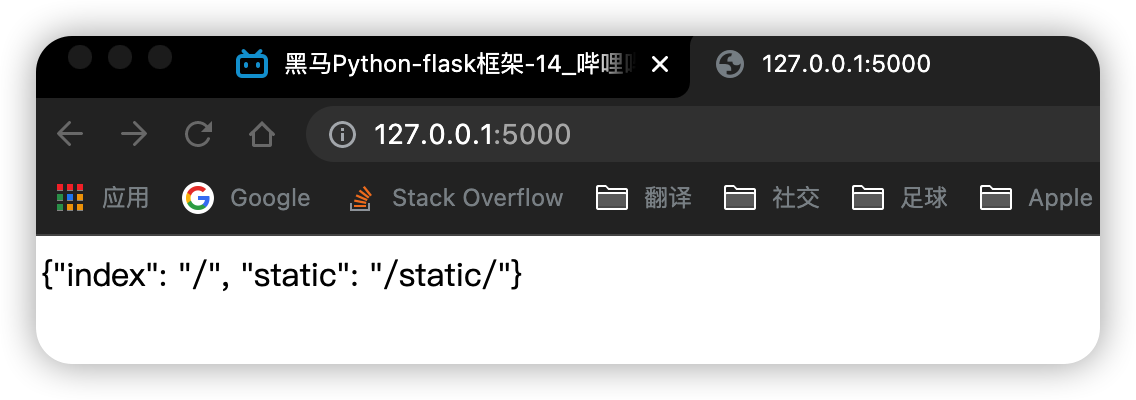 黑马Python-flask框架-14_哔哩 127.0.0.1:5000
127.0.0.1:5000
应用 Google Stack Overflow 翻译 社交 足球 Apple
{"index": "/", "static": "/static/"}